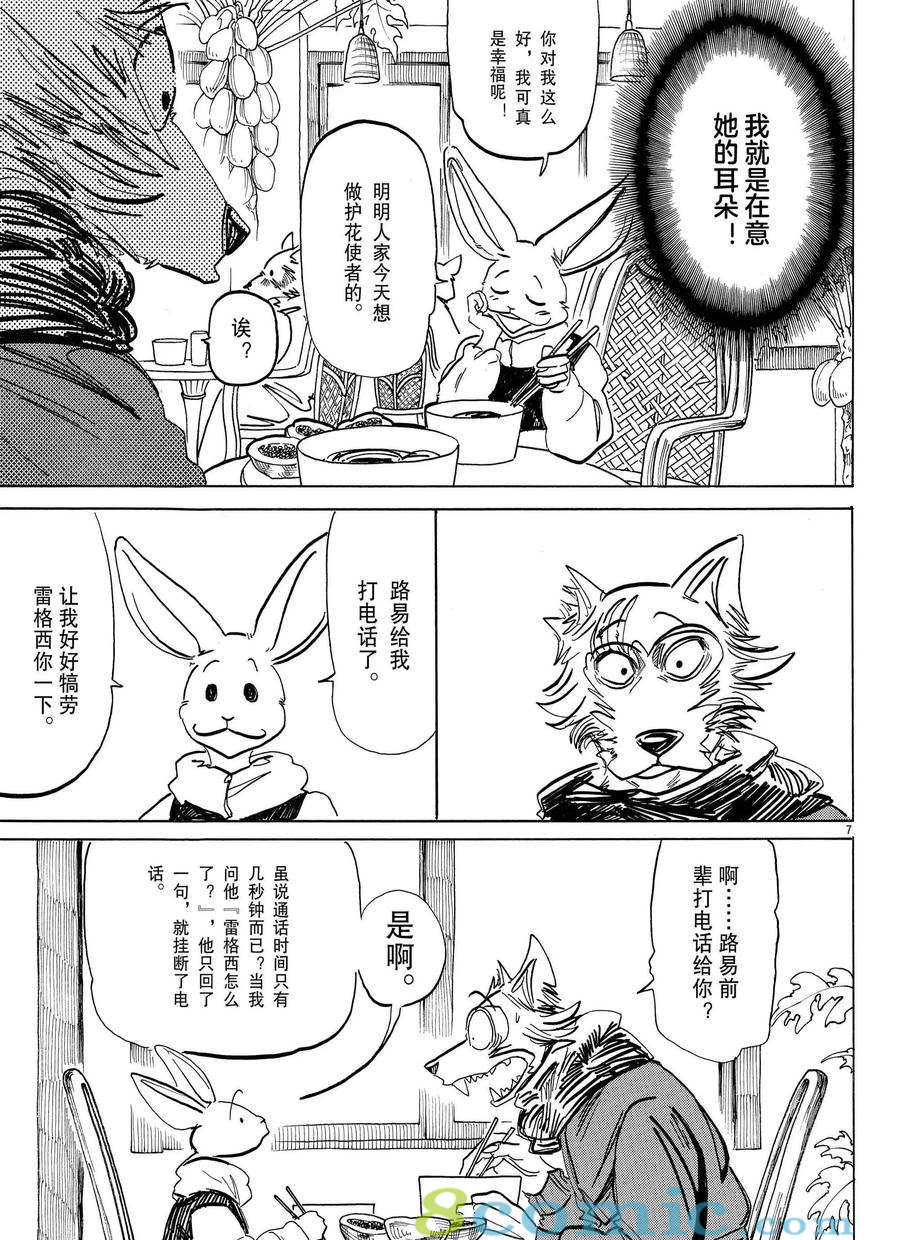 我就是在意
她的耳朵！
你对我这么
好，我可真
是幸福呢！
明明人家今天想
做护花使者的。
诶？
路易给我
打电话了。
让我好好犒劳
雷格西你一下。
7
啊……路易前
辈打电话给你？
是啊。
虽说通话时间只有
几秒钟而已？当我
问他『雷格西怎么
了？』，他只回了
一句，就挂断了电
话。
8comic.com